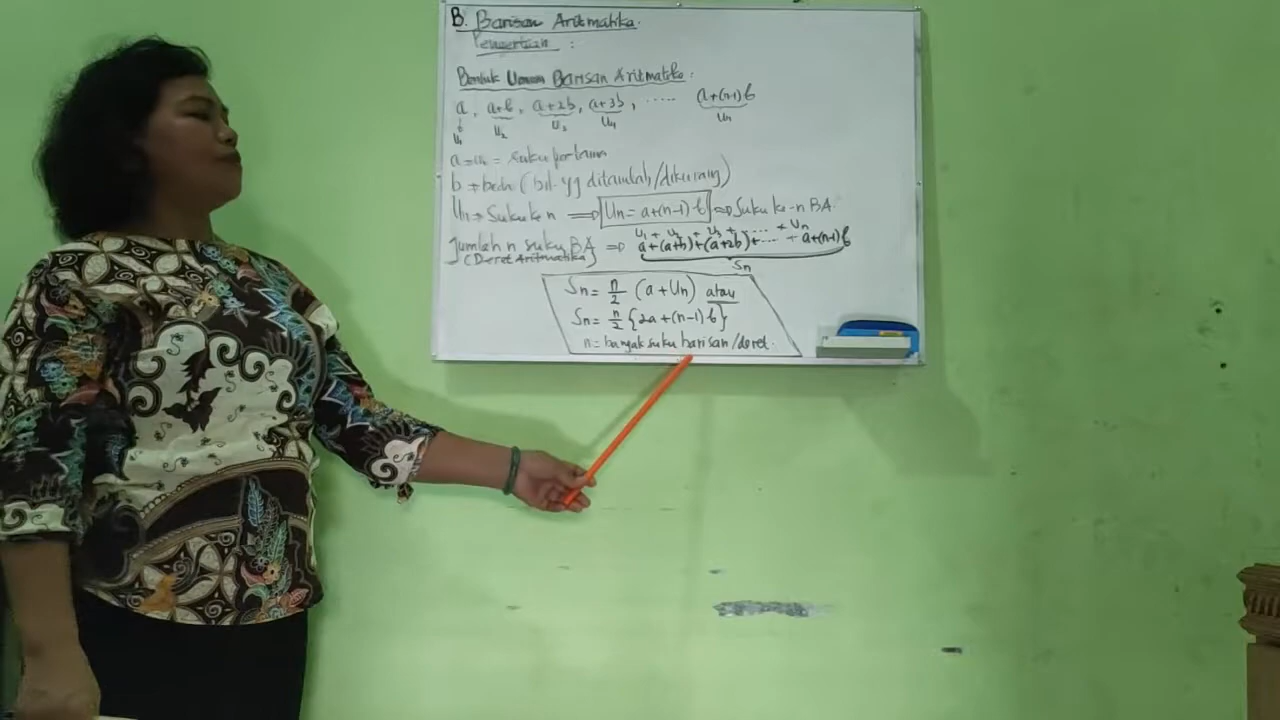 B. Barisan Aritmatika.
Pengertian :
Bentuk Umum Barisan Aritmatika :
a, a+b, a+2b, a+3b, ..... a+(n-1)b
U₁ U₂ U₃ U₄ Un
a = u₁ = suku pertama
b → beda (bil yg ditambah/dikurang)
Un → Suku ke n ⇒ Un = a+(n-1)b ⇒ Suku ke-n BA
U₁ + U₂ + U₃ + ... + Un
Jumlah n suku BA ⇒ a+(a+b)+(a+2b)+....+a+(n-1)b
(Deret Aritmatika) Sn
Sn = n/2 (a+Un) atau
Sn = n/2 {2a+(n-1)b}
n = banyak suku barisan/deret.